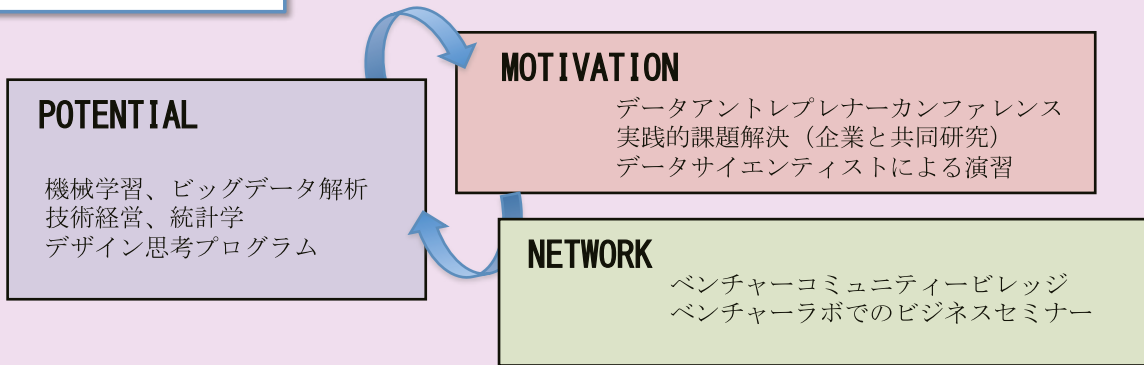 POTENTIAL
機械学習、ビッグデータ解析
技術経営、統計学
デザイン思考プログラム
MOTIVATION
データアントレプレナーカンファレンス
実践的課題解決（企業と共同研究）
データサイエンティストによる演習
NETWORK
ベンチャーコミュニティービレッジ
ベンチャーラボでのビジネスセミナー